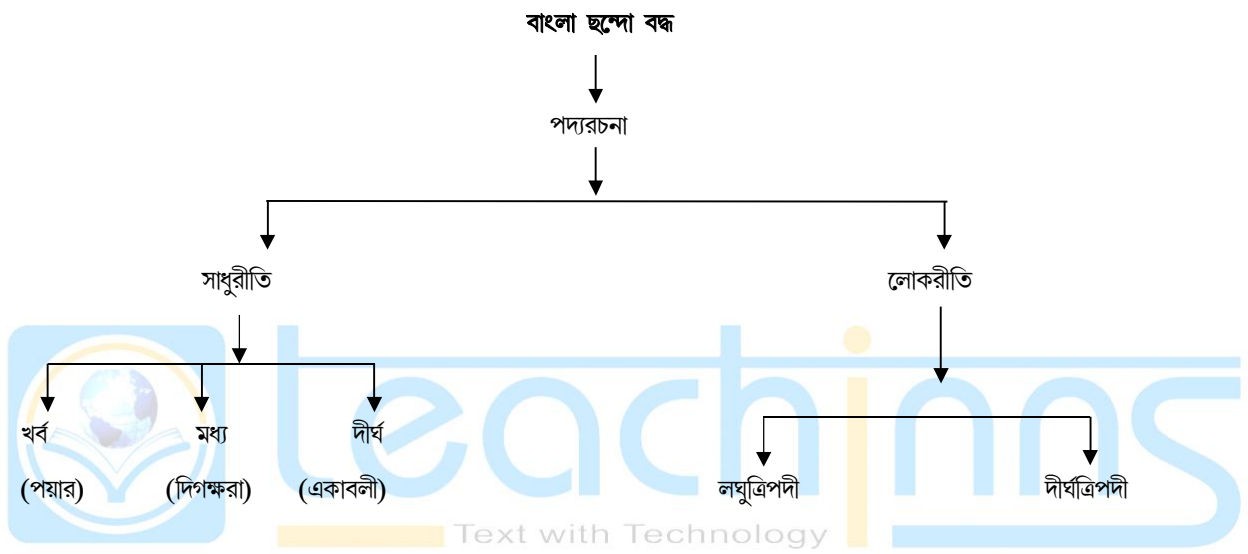 বাংলা ছন্দো বদ্ধ
পদ্যরচনা
সাধুরীতি লোকরীতি
খর্ব মধ্য দীর্ঘ
(পয়ার) (দিগক্ষরা) (একাবলী) লঘুত্রিপদী দীর্ঘত্রিপদী
teachinns
Text with Technology